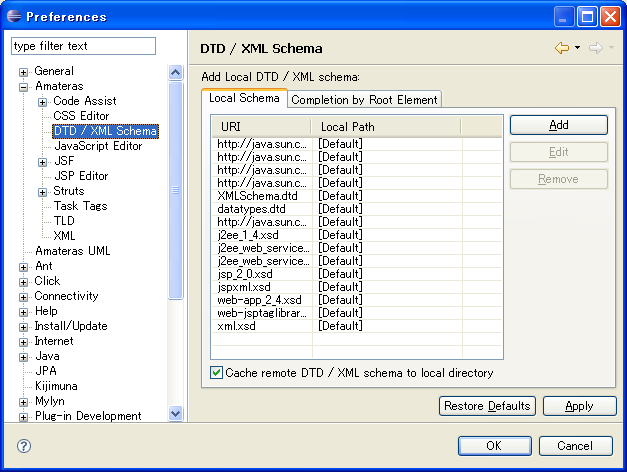 Preferences
type filter text
General
Amateras
Code Assist
CSS Editor
DTD / XML Schema
JavaScript Editor
JSF
JSP Editor
Struts
Task Tags
TLD
XML
Amateras UML
Ant
Click
Connectivity
Help
Install/Update
Internet
Java
JPA
Kijimuna
Mylyn
Plug-in Development
DTD / XML Schema
Add Local DTD / XML schema:
Local Schema Completion by Root Element
URI Local Path
http://java.sun.c... [Default]
http://java.sun.c... [Default]
http://java.sun.c... [Default]
http://java.sun.c... [Default]
XMLSchema.dtd [Default]
datatypes.dtd [Default]
http://java.sun.c... [Default]
j2ee_1_4.xsd [Default]
j2ee_web_service... [Default]
j2ee_web_service... [Default]
jsp_2_0.xsd [Default]
jspxml.xsd [Default]
web-app_2_4.xsd [Default]
web-jsptaglibrar... [Default]
xml.xsd [Default]
Add
Edit
Remove
Cache remote DTD / XML schema to local directory
Restore Defaults Apply
? OK Cancel